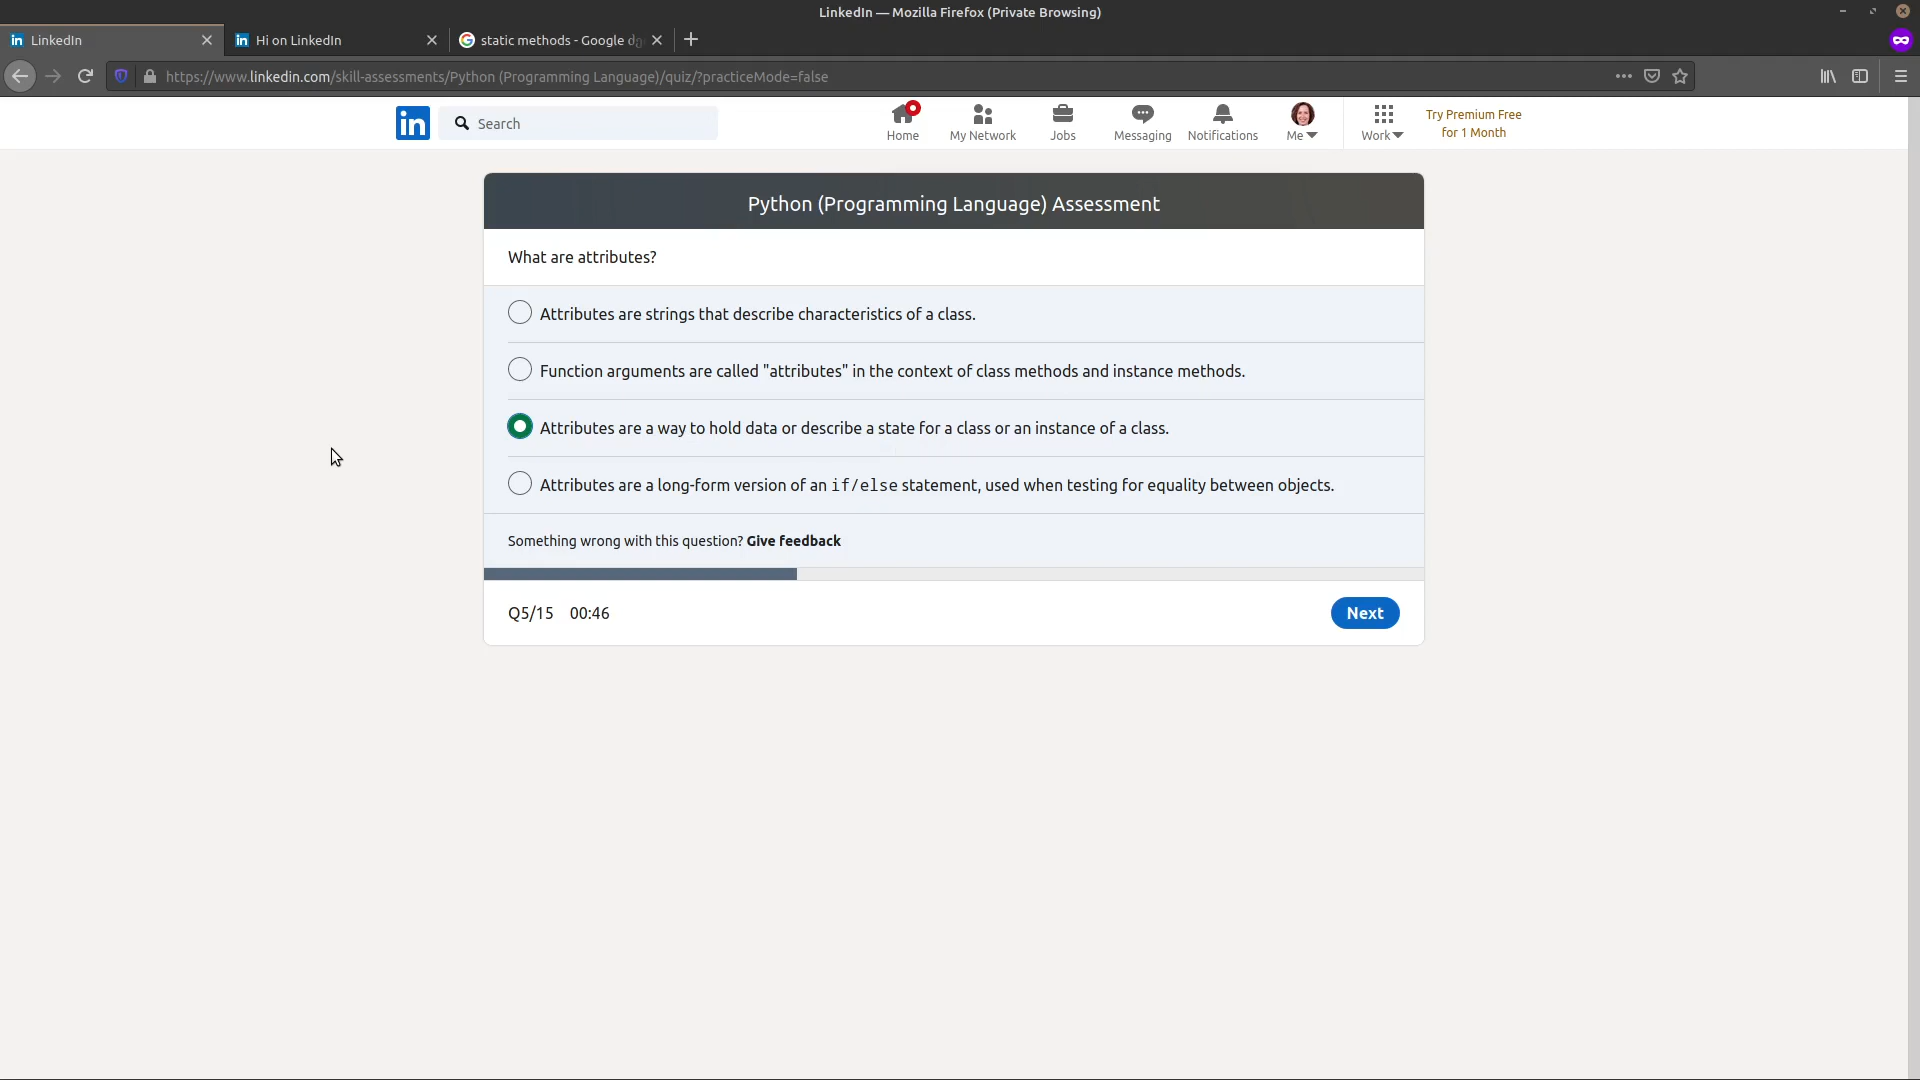 LinkedIn — Mozilla Firefox (Private Browsing)
LinkedIn
Hi on LinkedIn
static methods - Google
https://www.linkedin.com/skill-assessments/Python (Programming Language)/quiz/?practiceMode=false
in
Search
Home
My Network
Jobs
Messaging
Notifications
Me
Work
Try Premium Free
for 1 Month
Python (Programming Language) Assessment
What are attributes?
Attributes are strings that describe characteristics of a class.
Function arguments are called "attributes" in the context of class methods and instance methods.
Attributes are a way to hold data or describe a state for a class or an instance of a class.
Attributes are a long-form version of an if/else statement, used when testing for equality between objects.
Something wrong with this question? Give feedback
Q5/15 00:46
Next